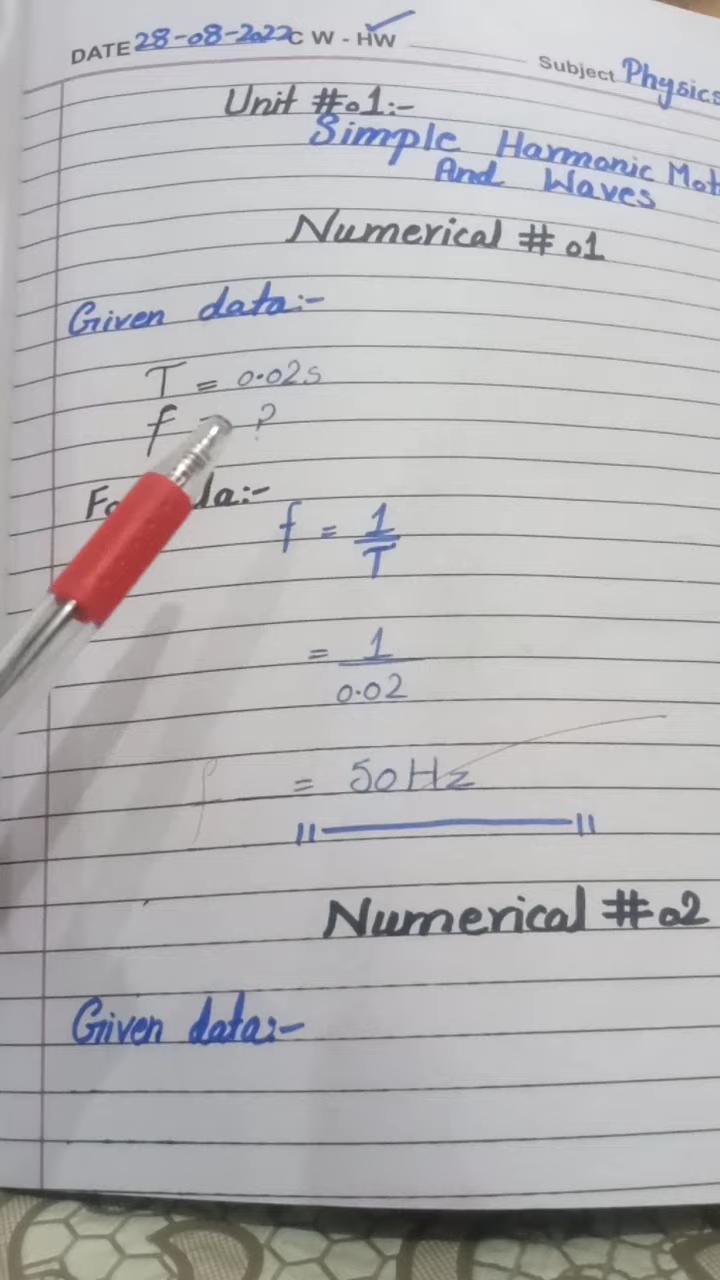 DATE 28-08-2022 C W - HW Subject Physics
Unit #01:-
Simple Harmonic Mot
And Waves
Numerical # 01
Given data:-
T = 0.02s
f = ?
f = 1/T
= 1/0.02
f = 50Hz
Numerical # 02
Given data:-